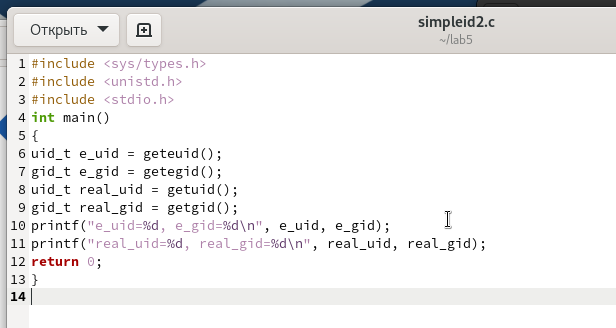 Открыть
simpleid2.c
~/lab5
1 #include <sys/types.h>
2 #include <unistd.h>
3 #include <stdio.h>
4 int main()
5 {
6 uid_t e_uid = geteuid();
7 gid_t e_gid = getegid();
8 uid_t real_uid = getuid();
9 gid_t real_gid = getgid();
10 printf("e_uid=%d, e_gid=%d\n", e_uid, e_gid);
11 printf("real_uid=%d, real_gid=%d\n", real_uid, real_gid);
12 return 0;
13 }
14